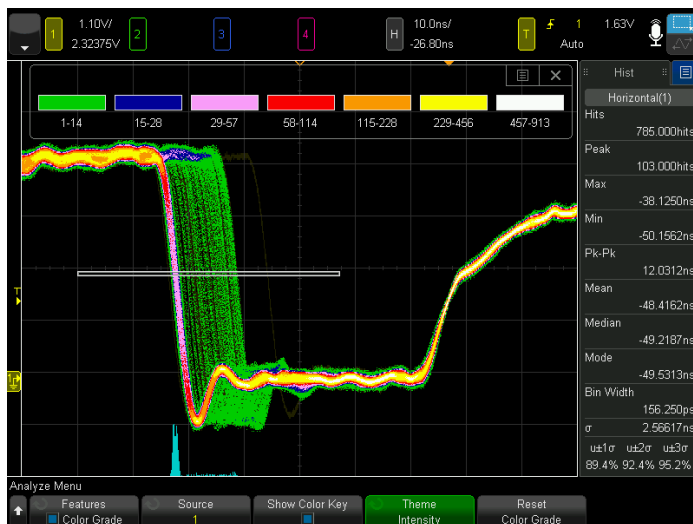 1
1.10V/
2.32375V
2
3
4
H
10.0ns/
-26.80ns
T
1
1.63V
Auto
Hist
1-14
15-28
29-57
58-114
115-228
229-456
457-913
Horizontal(1)
Hits
785.000hits
Peak
103.000hits
Max
-38.1250ns
Min
-50.1562ns
Pk-Pk
12.0312ns
Mean
-48.4162ns
Median
-49.2187ns
Mode
-49.5313ns
Bin Width
156.250ps
σ
2.56617ns
u±1σ u±2σ u±3σ
89.4% 92.4% 95.2%
T
1
Analyze Menu
Features
Color Grade
Source
1
Show Color Key
Theme
Intensity
Reset
Color Grade